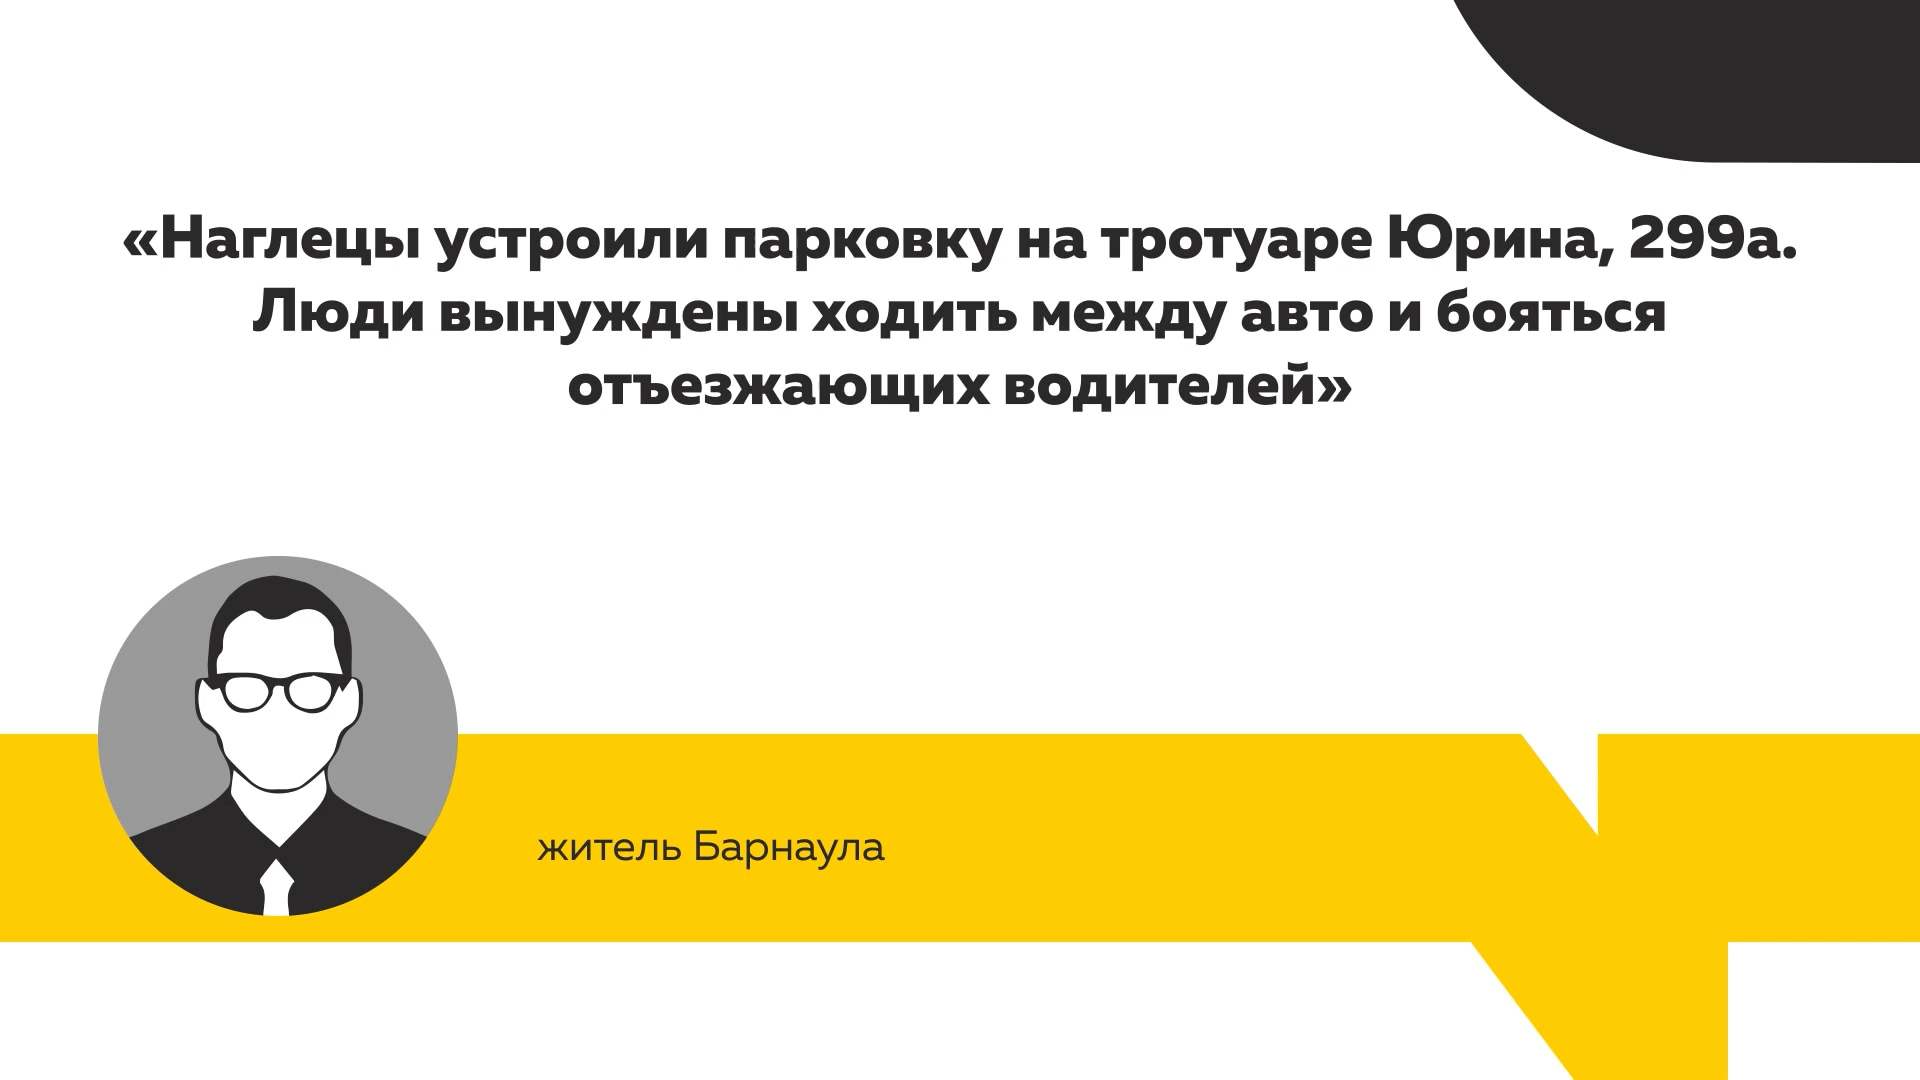 «Наглецы устроили парковку на тротуаре Юрина, 299а.
Люди вынуждены ходить между авто и бояться
отъезжающих водителей»
житель Барнаула